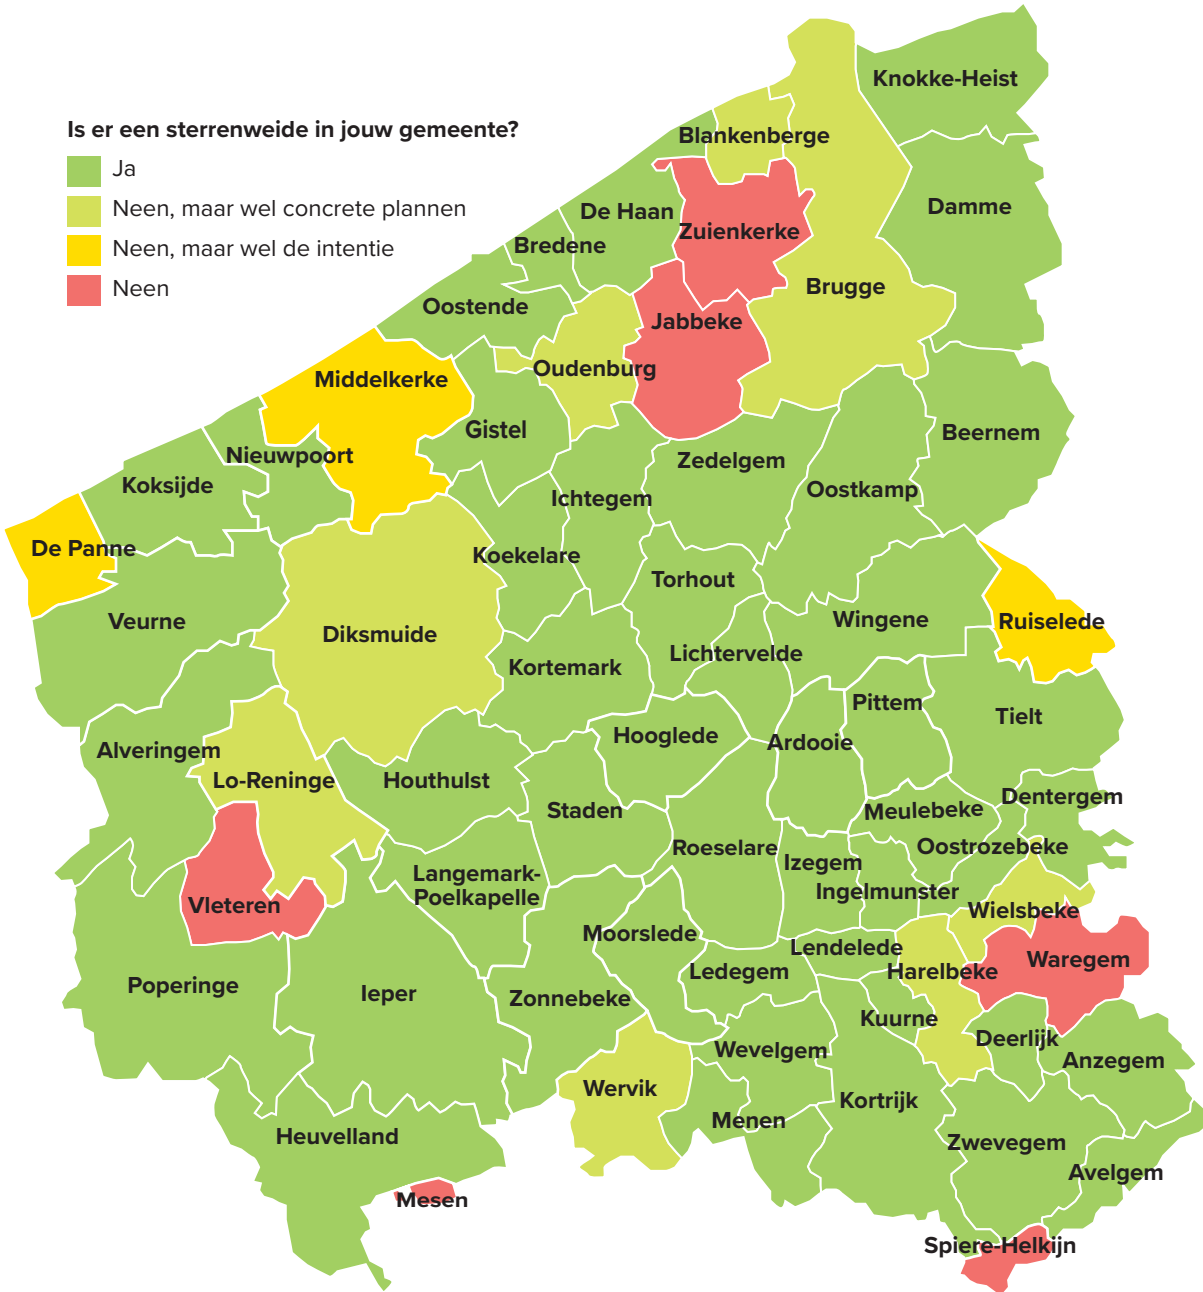 Is er een sterrenweide in jouw gemeente?
Ja
Neen, maar wel concrete plannen
Neen, maar wel de intentie
Neen
Knokke-Heist
Blankenberge
Damme
De Haan
Zuienkerke
Bredene
Brugge
Oostende
Jabbeke
Oudenburg
Middelkerke
Gistel
Beernem
Nieuwpoort
Zedelgem
Koksijde
Oostkamp
Ichtegem
De Panne
Koekelare
Torhout
Veurne
Wingene
Ruiselede
Diksmuide
Lichtervelde
Kortemark
Pittem
Tielt
Hooglede
Ardooie
Alveringem
Lo-Reninge
Houthulst
Dentergem
Staden
Meulebeke
Roeselare
Oostrozebeke
Izegem
Langemark-
Poelkapelle
Ingelmunster
Vleteren
Wielsbeke
Moorslede
Lendelede
Waregem
Ledegem
Harelbeke
Poperinge
Ieper
Zonnebeke
Kuurne
Deerlijk
Wevelgem
Anzegem
Wervik
Kortrijk
Menen
Heuvelland
Zwevegem
Avelgem
Mesen
Spiere-Helkijn